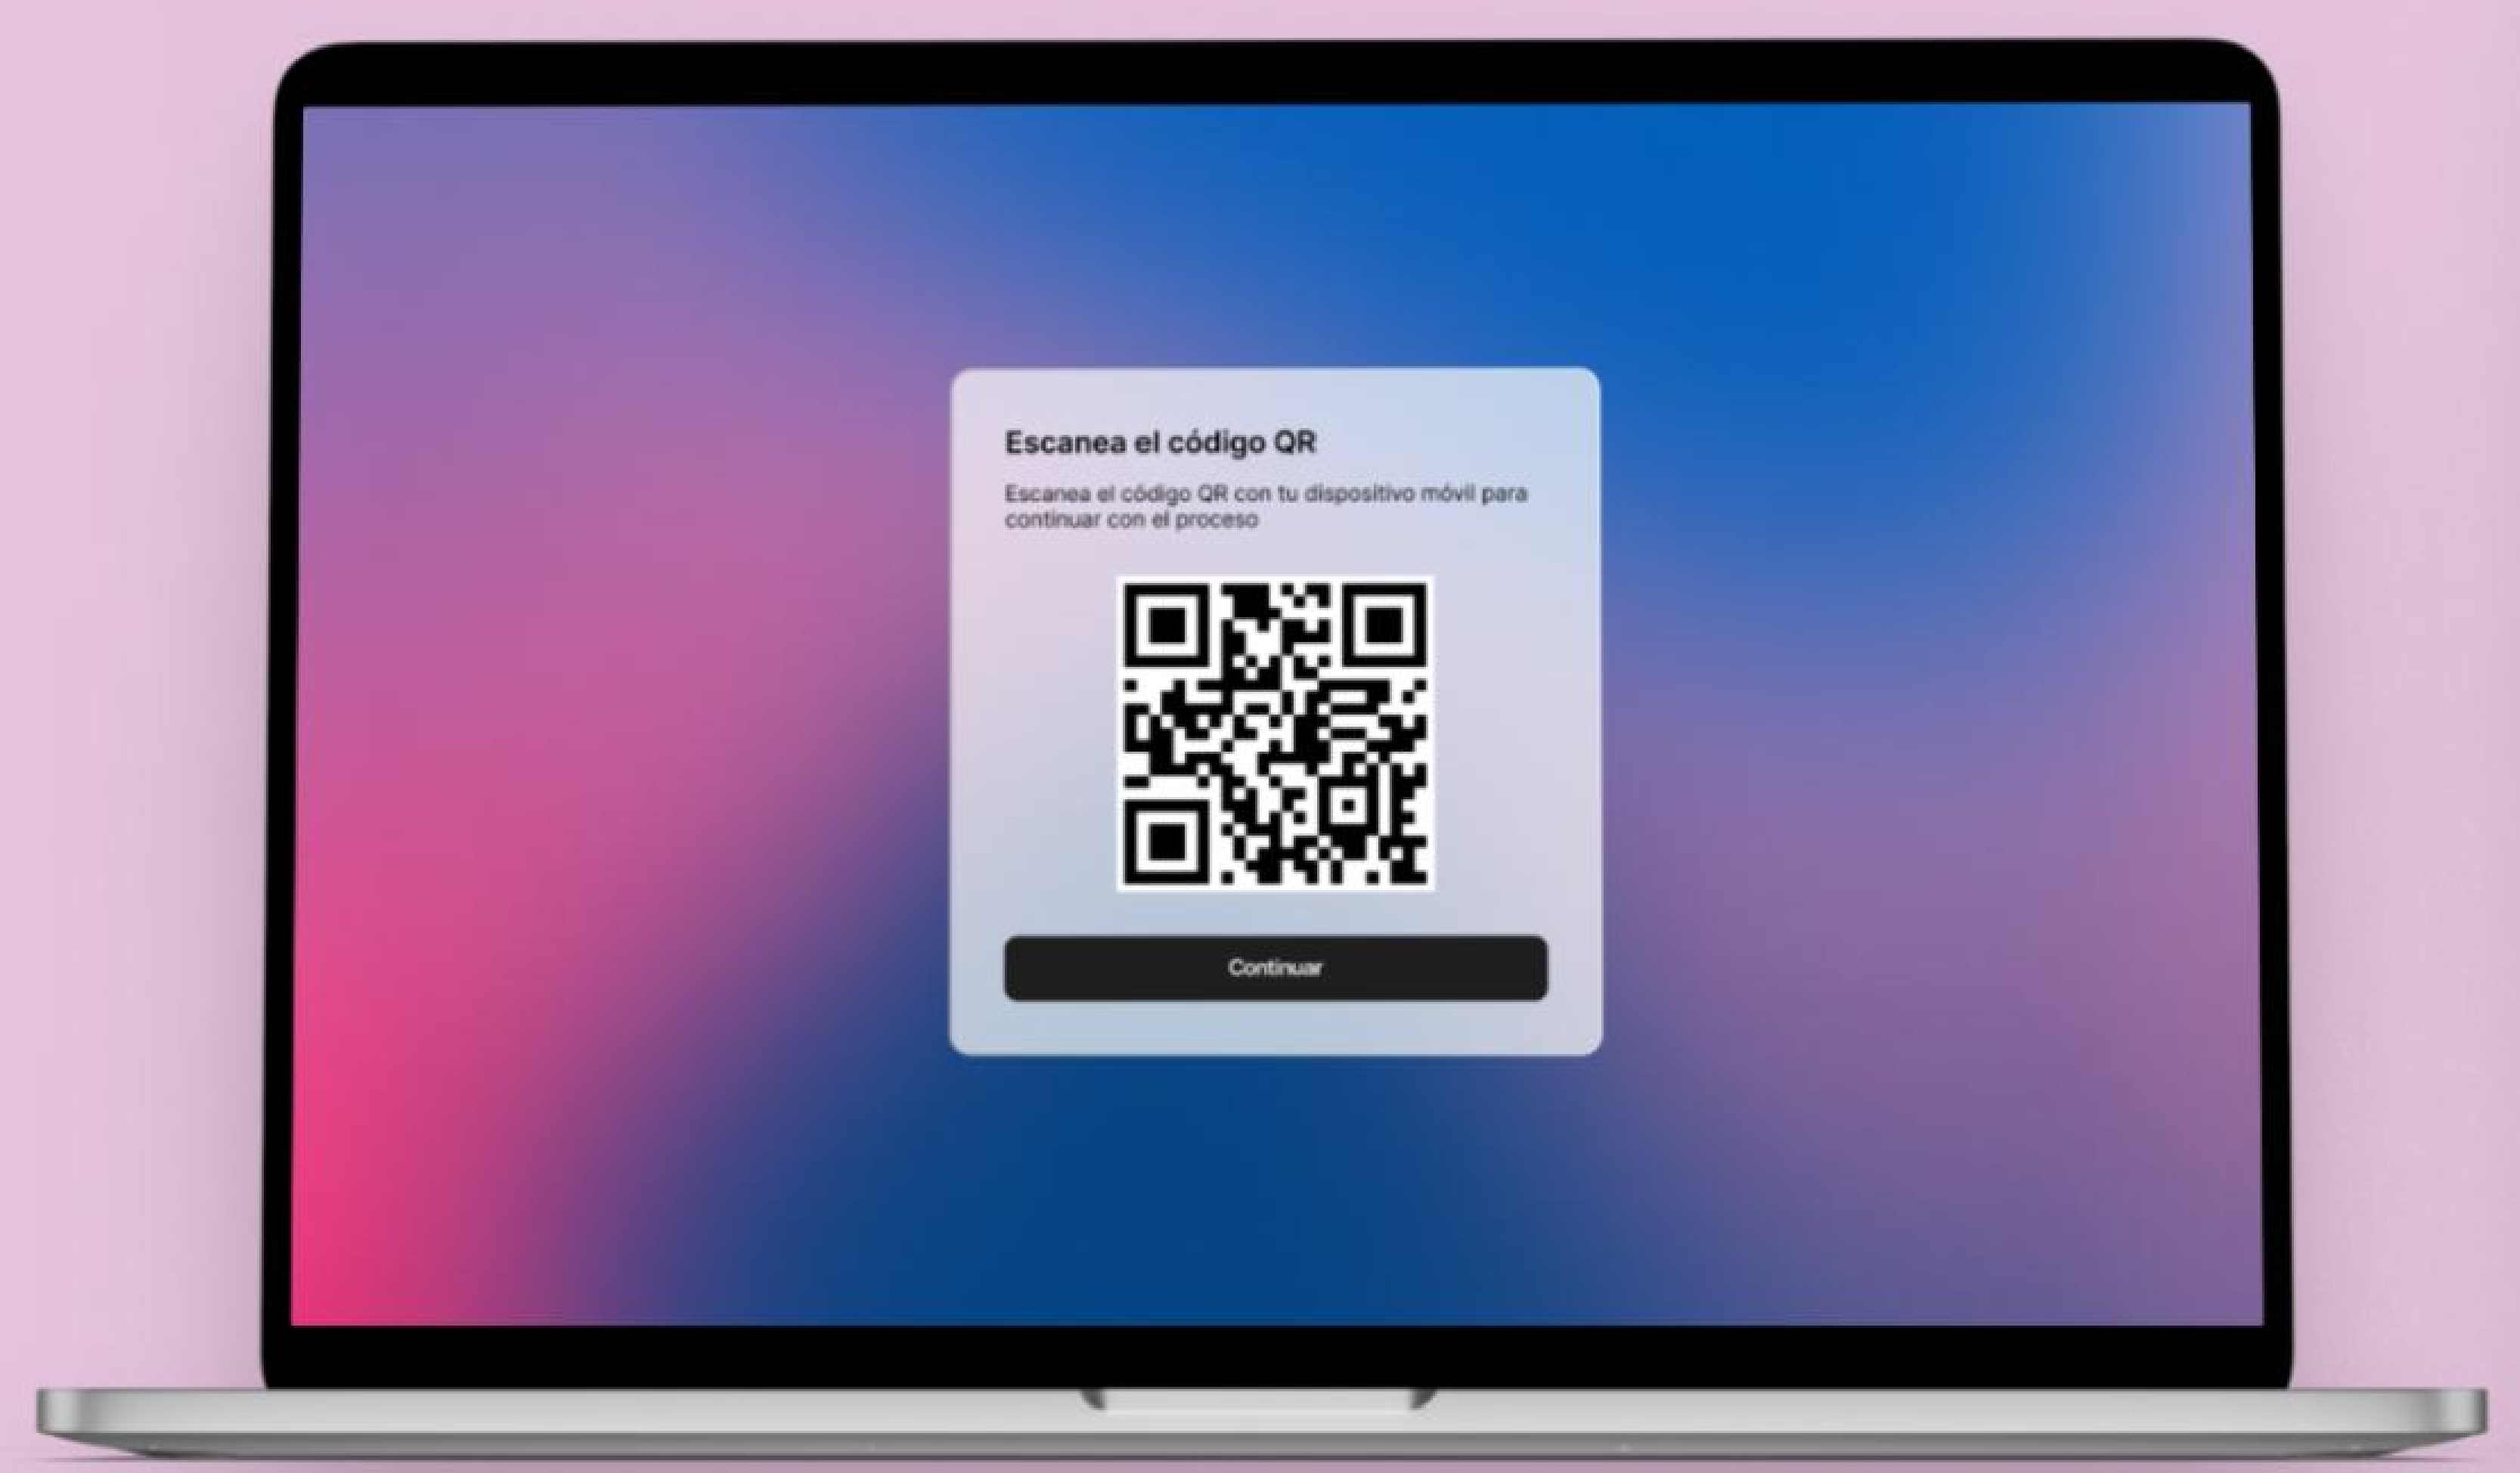 Escanea el código QR
Escanea el código QR con tu dispositivo móvil para
continuar con el proceso
Continuar